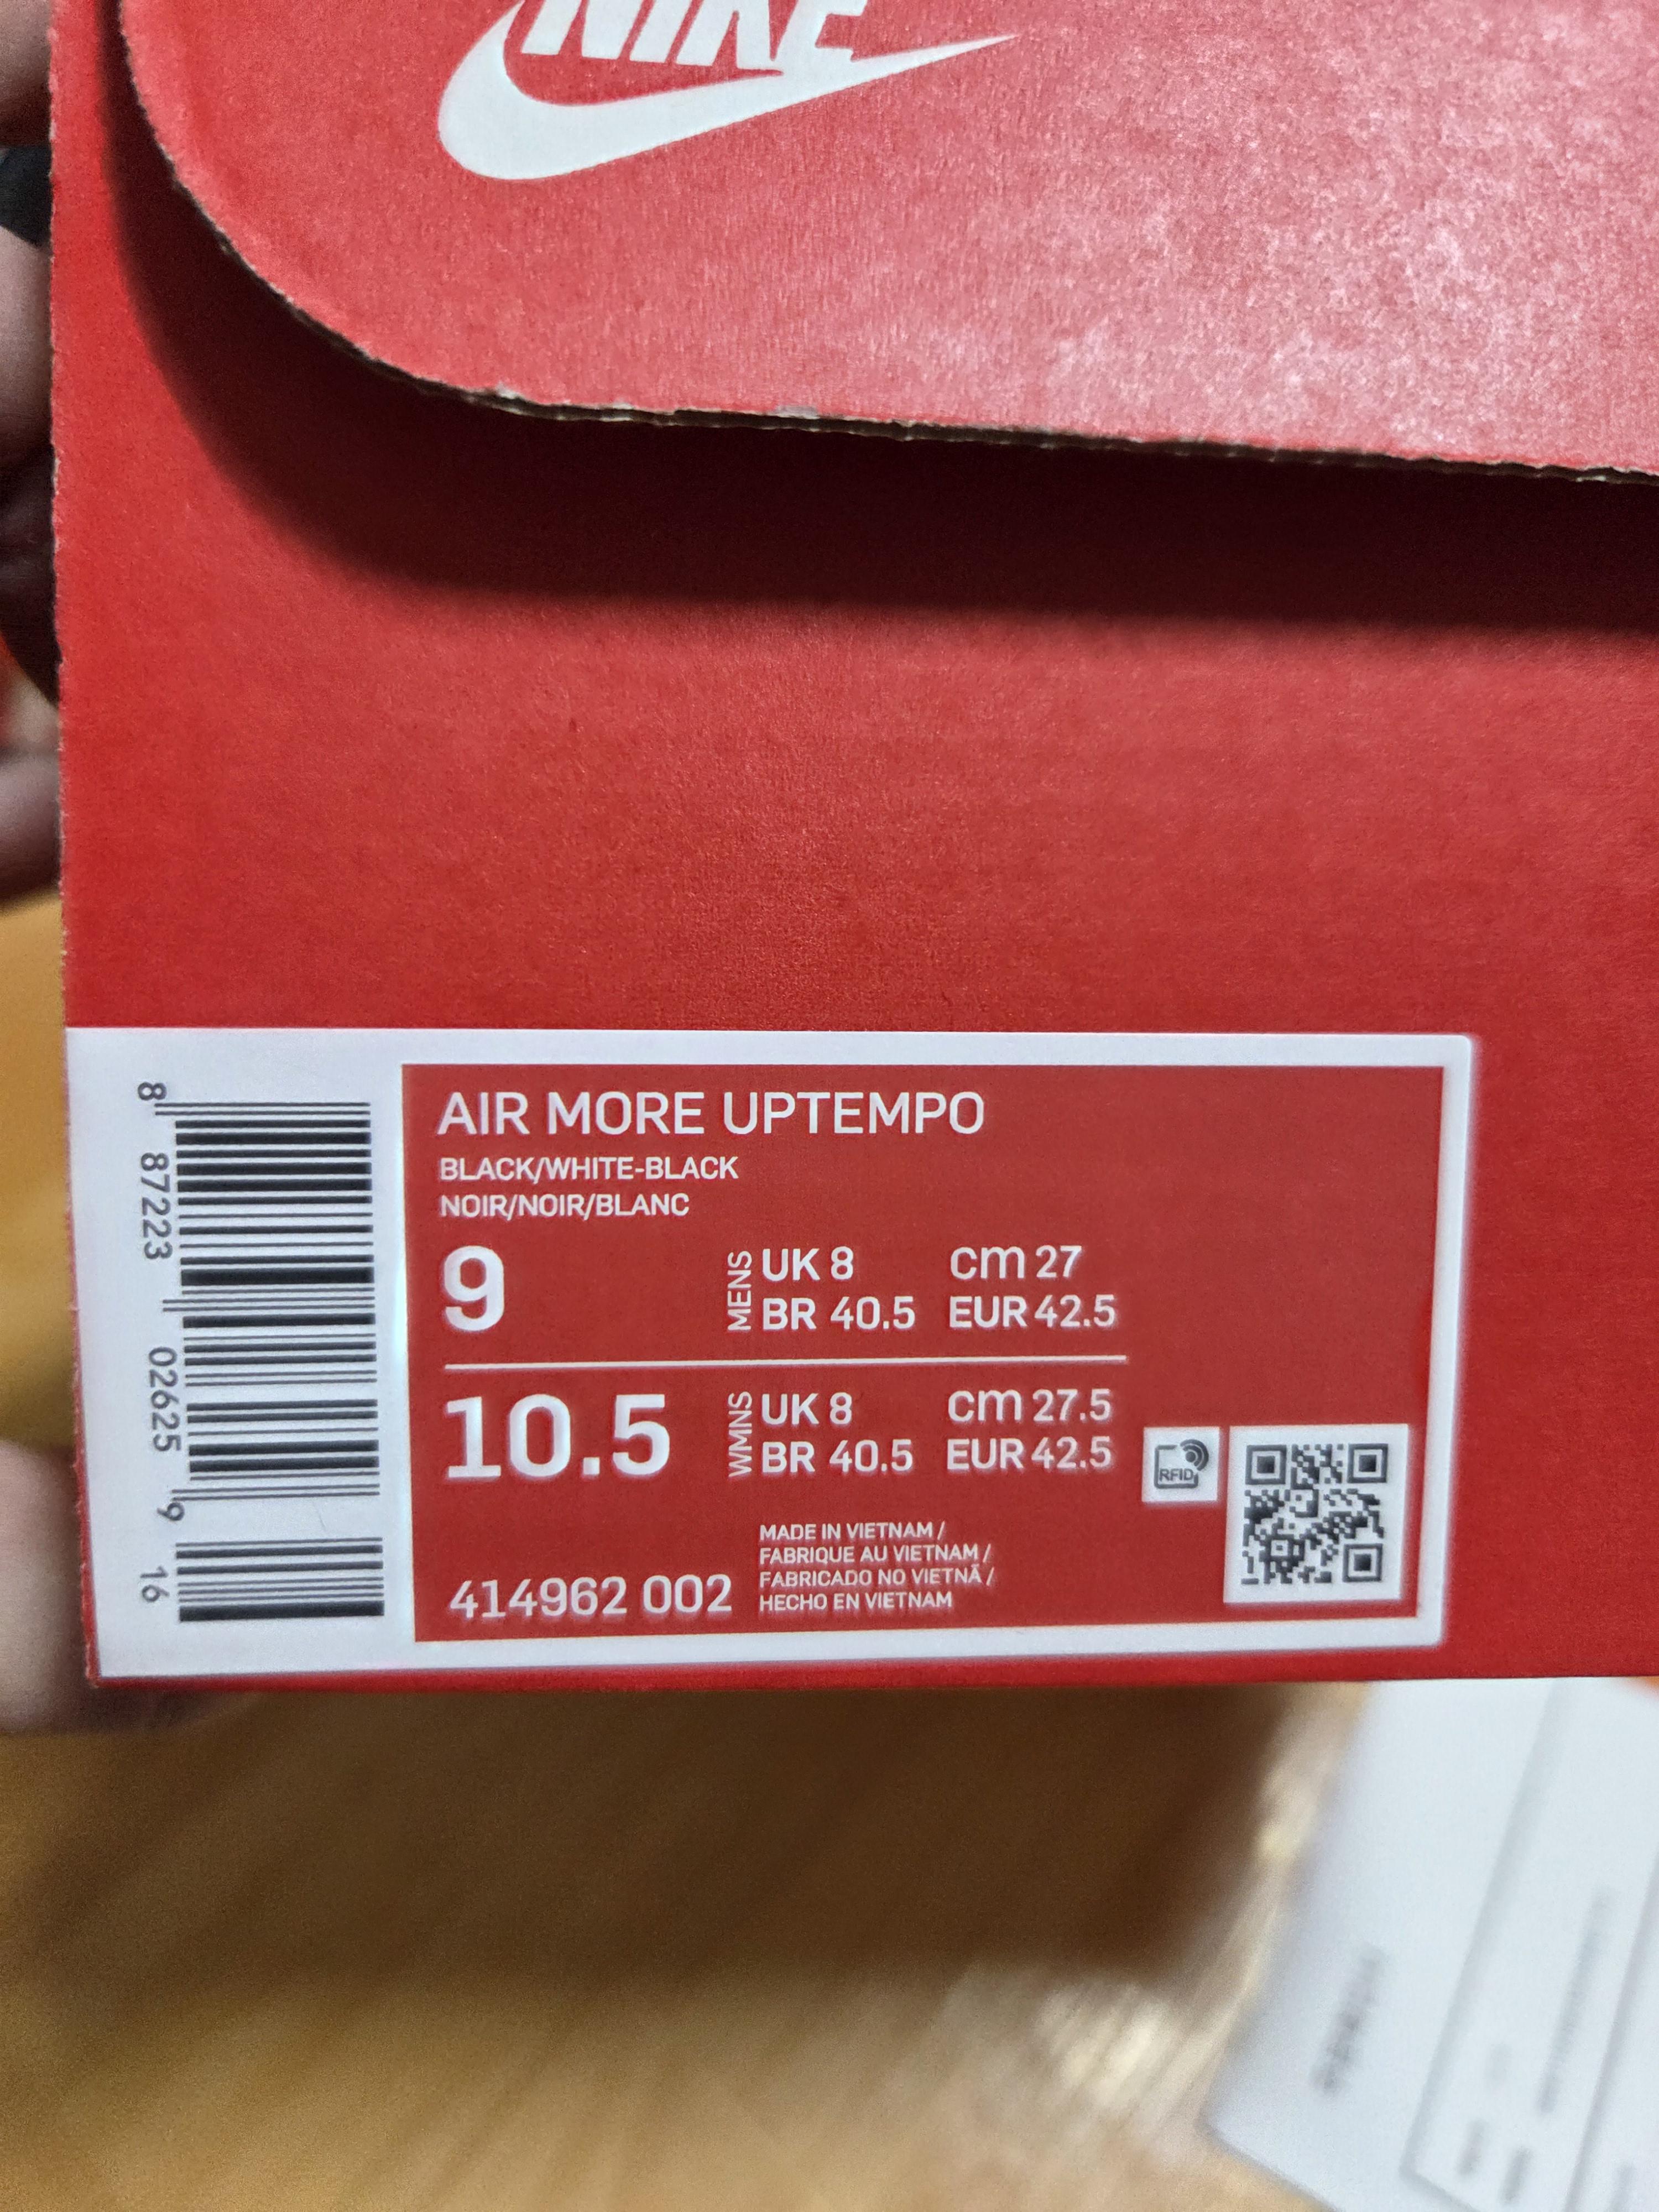 NIKE
AIR MORE UPTEMPO
BLACK/WHITE-BLACK
NOIR/NOIR/BLANC
9 MENS UK 8 cm 27
BR 40.5 EUR 42.5
10.5 WMNS UK 8 cm 27.5
BR 40.5 EUR 42.5
RFID
MADE IN VIETNAM /
FABRIQUE AU VIETNAM /
FABRICADO NO VIETNÃ /
HECHO EN VIETNAM
414962 002
8 87223 02625 9 16